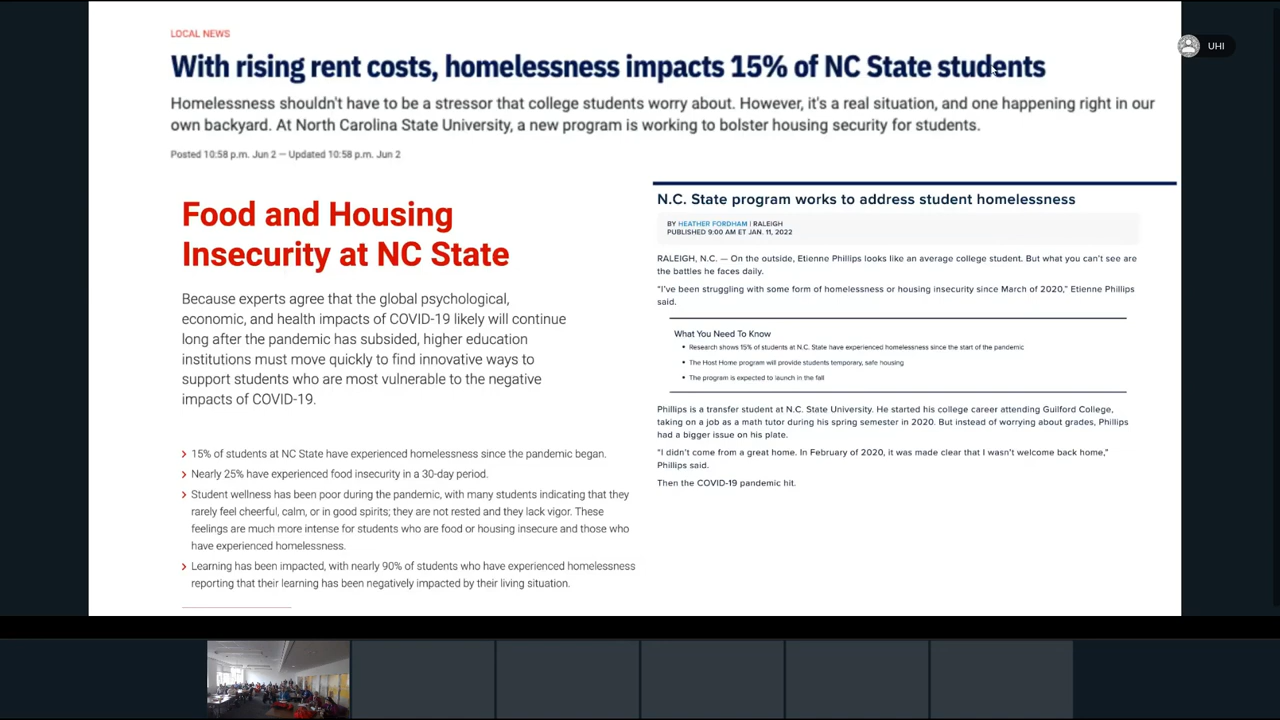 LOCAL NEWS
With rising rent costs, homelessness impacts 15% of NC State students
Homelessness shouldn't have to be a stressor that college students worry about. However, it's a real situation, and one happening right in our
own backyard. At North Carolina State University, a new program is working to bolster housing security for students.
Posted 10:58 p.m. Jun 2 — Updated 10:58 p.m. Jun 2
UHI
Food and Housing
Insecurity at NC State
Because experts agree that the global psychological,
economic, and health impacts of COVID-19 likely will continue
long after the pandemic has subsided, higher education
institutions must move quickly to find innovative ways to
support students who are most vulnerable to the negative
impacts of COVID-19.
15% of students at NC State have experienced homelessness since the pandemic began.
Nearly 25% have experienced food insecurity in a 30-day period.
Student wellness has been poor during the pandemic, with many students indicating that they
rarely feel cheerful, calm, or in good spirits; they are not rested and they lack vigor. These
feelings are much more intense for students who are food or housing insecure and those who
have experienced homelessness.
Learning has been impacted, with nearly 90% of students who have experienced homelessness
reporting that their learning has been negatively impacted by their living situation.
N.C. State program works to address student homelessness
BY HEATHER FORDHAM | RALEIGH
PUBLISHED 9:00 AM ET JAN. 11, 2022
RALEIGH, N.C. — On the outside, Etienne Phillips looks like an average college student. But what you can't see are
the battles he faces daily.
"I've been struggling with some form of homelessness or housing insecurity since March of 2020," Etienne Phillips
said.
What You Need To Know
• Research shows 15% of students at N.C. State have experienced homelessness since the start of the pandemic
• The Host Home program will provide students temporary, safe housing
• The program is expected to launch in the fall
Phillips is a transfer student at N.C. State University. He started his college career attending Guilford College,
taking on a job as a math tutor during his spring semester in 2020. But instead of worrying about grades, Phillips
had a bigger issue on his plate.
"I didn't come from a great home. In February of 2020, it was made clear that I wasn't welcome back home,"
Phillips said.
Then the COVID-19 pandemic hit.